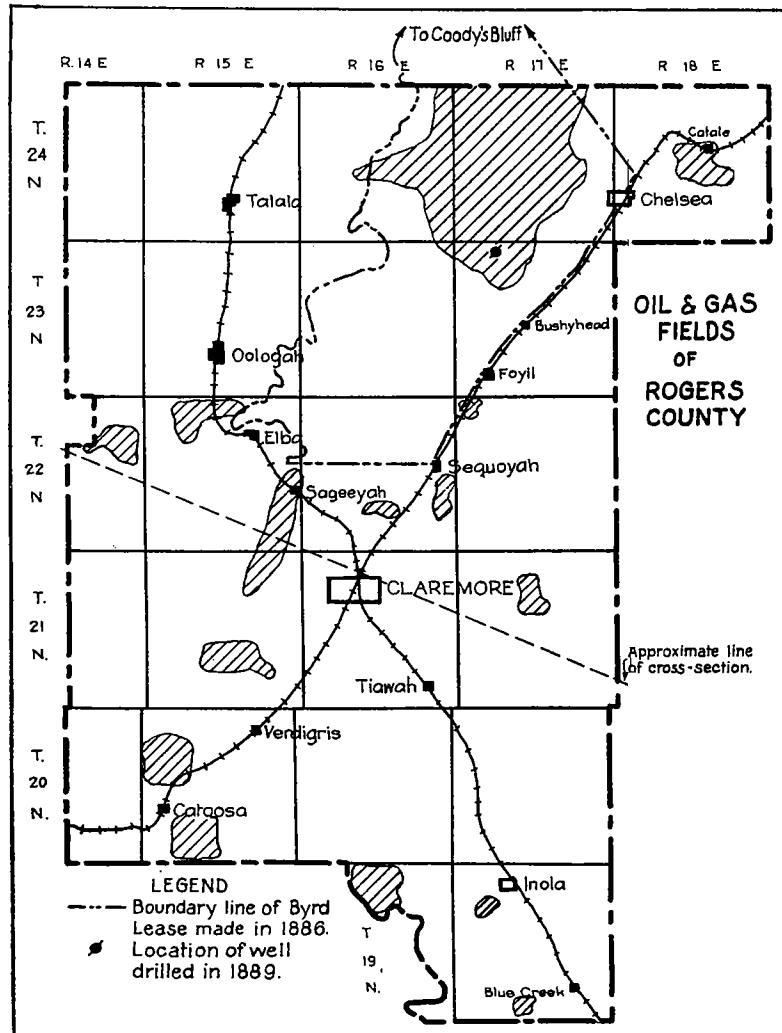 To Coody's Bluff
R. 14 E
R 15 E
R 16 E
R 17 E
R 18 E
T.
24
N
Catale
Talala
Chelsea
T
23
N
OIL & GAS
FIELDS
OF
ROGERS
COUNTY
Bushyhead
Oologah
Foyil
T.
22
N
Elba
Sequoyah
Sageeyah
T.
21
N.
CLAREMORE
Approximate line
of cross-section.
Tiawah
T.
20
N.
Verdigris
Catoosa
LEGEND
Boundary line of Byrd
Lease made in 1886.
Location of well
drilled in 1889.
T
19
N.
Inola
Blue Creek